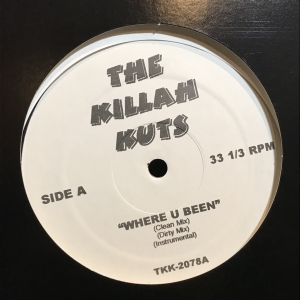 THE
KILLAH
KUTS
SIDE A
33 1/3 RPM
"WHERE U BEEN"
(Clean Mix)
(Dirty Mix)
(Instrumental)
TKK-2078A